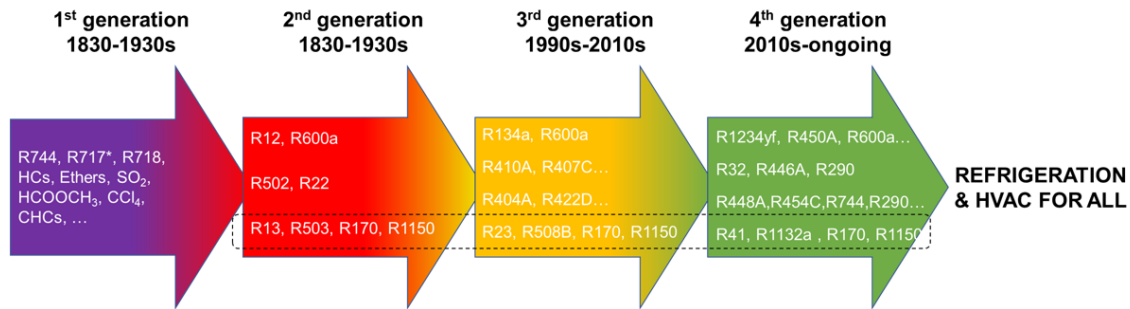 1st generation
1830-1930s
2nd generation
1830-1930s
3rd generation
1990s-2010s
4th generation
2010s-ongoing
R744, R717*, R718,
HCs, Ethers, SO2,
HCOOCH3, CCl4,
CHCs, …
R12, R600a
R502, R22
R13, R503, R170, R1150
R134a, R600a
R410A, R407C…
R404A, R422D…
R23, R508B, R170, R1150
R1234yf, R450A, R600a…
R32, R446A, R290
R448A,R454C,R744,R290…
R41, R1132a , R170, R1150
REFRIGERATION
& HVAC FOR ALL